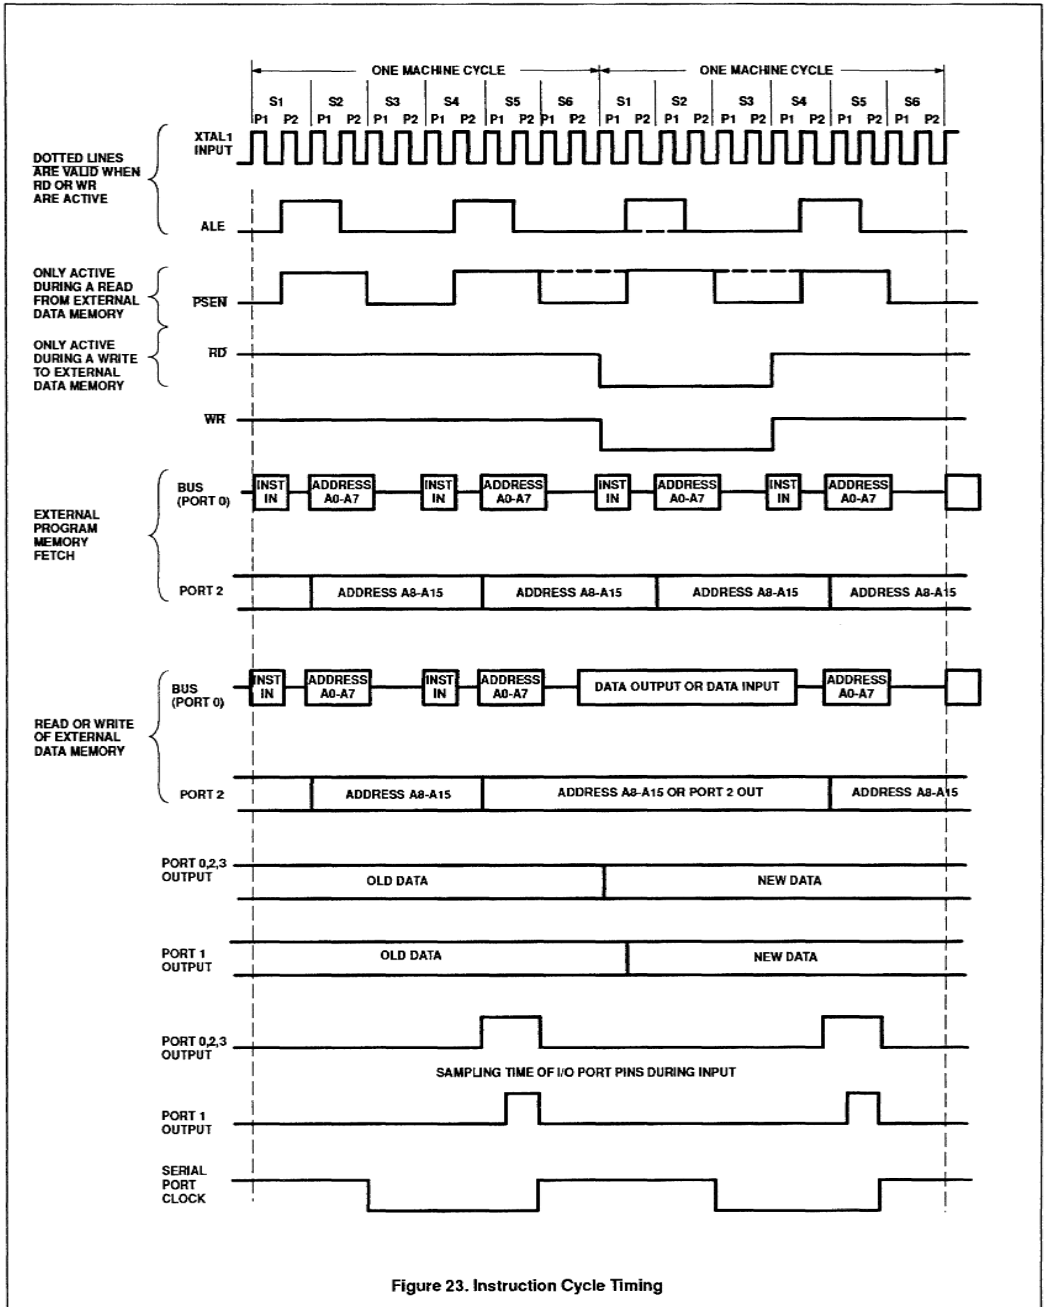 ONE MACHINE CYCLE ONE MACHINE CYCLE
S1 S2 S3 S4 S5 S6 S1 S2 S3 S4 S5 S6
P1 P2 P1 P2 P1 P2 P1 P2 P1 P2 P1 P2 P1 P2 P1 P2 P1 P2 P1 P2 P1 P2 P1 P2
XTAL1
INPUT
DOTTED LINES
ARE VALID WHEN
RD OR WR
ARE ACTIVE
ALE
ONLY ACTIVE
DURING A READ
FROM EXTERNAL
DATA MEMORY
PSEN
ONLY ACTIVE
DURING A WRITE
TO EXTERNAL
DATA MEMORY
RD
WR
EXTERNAL
PROGRAM
MEMORY
FETCH
BUS
(PORT 0)
INST ADDRESS INST ADDRESS INST ADDRESS INST ADDRESS
IN A0-A7 IN A0-A7 IN A0-A7 IN A0-A7
PORT 2
ADDRESS A8-A15 ADDRESS A8-A15 ADDRESS A8-A15 ADDRESS A8-A15
READ OR WRITE
OF EXTERNAL
DATA MEMORY
BUS
(PORT 0)
INST ADDRESS INST ADDRESS DATA OUTPUT OR DATA INPUT ADDRESS
IN A0-A7 IN A0-A7 A0-A7
PORT 2
ADDRESS A8-A15 ADDRESS A8-A15 OR PORT 2 OUT ADDRESS A8-A15
PORT 0,2,3
OUTPUT
OLD DATA NEW DATA
PORT 1
OUTPUT
OLD DATA NEW DATA
PORT 0,2,3
OUTPUT
SAMPLING TIME OF I/O PORT PINS DURING INPUT
PORT 1
OUTPUT
SERIAL
PORT
CLOCK
Figure 23. Instruction Cycle Timing